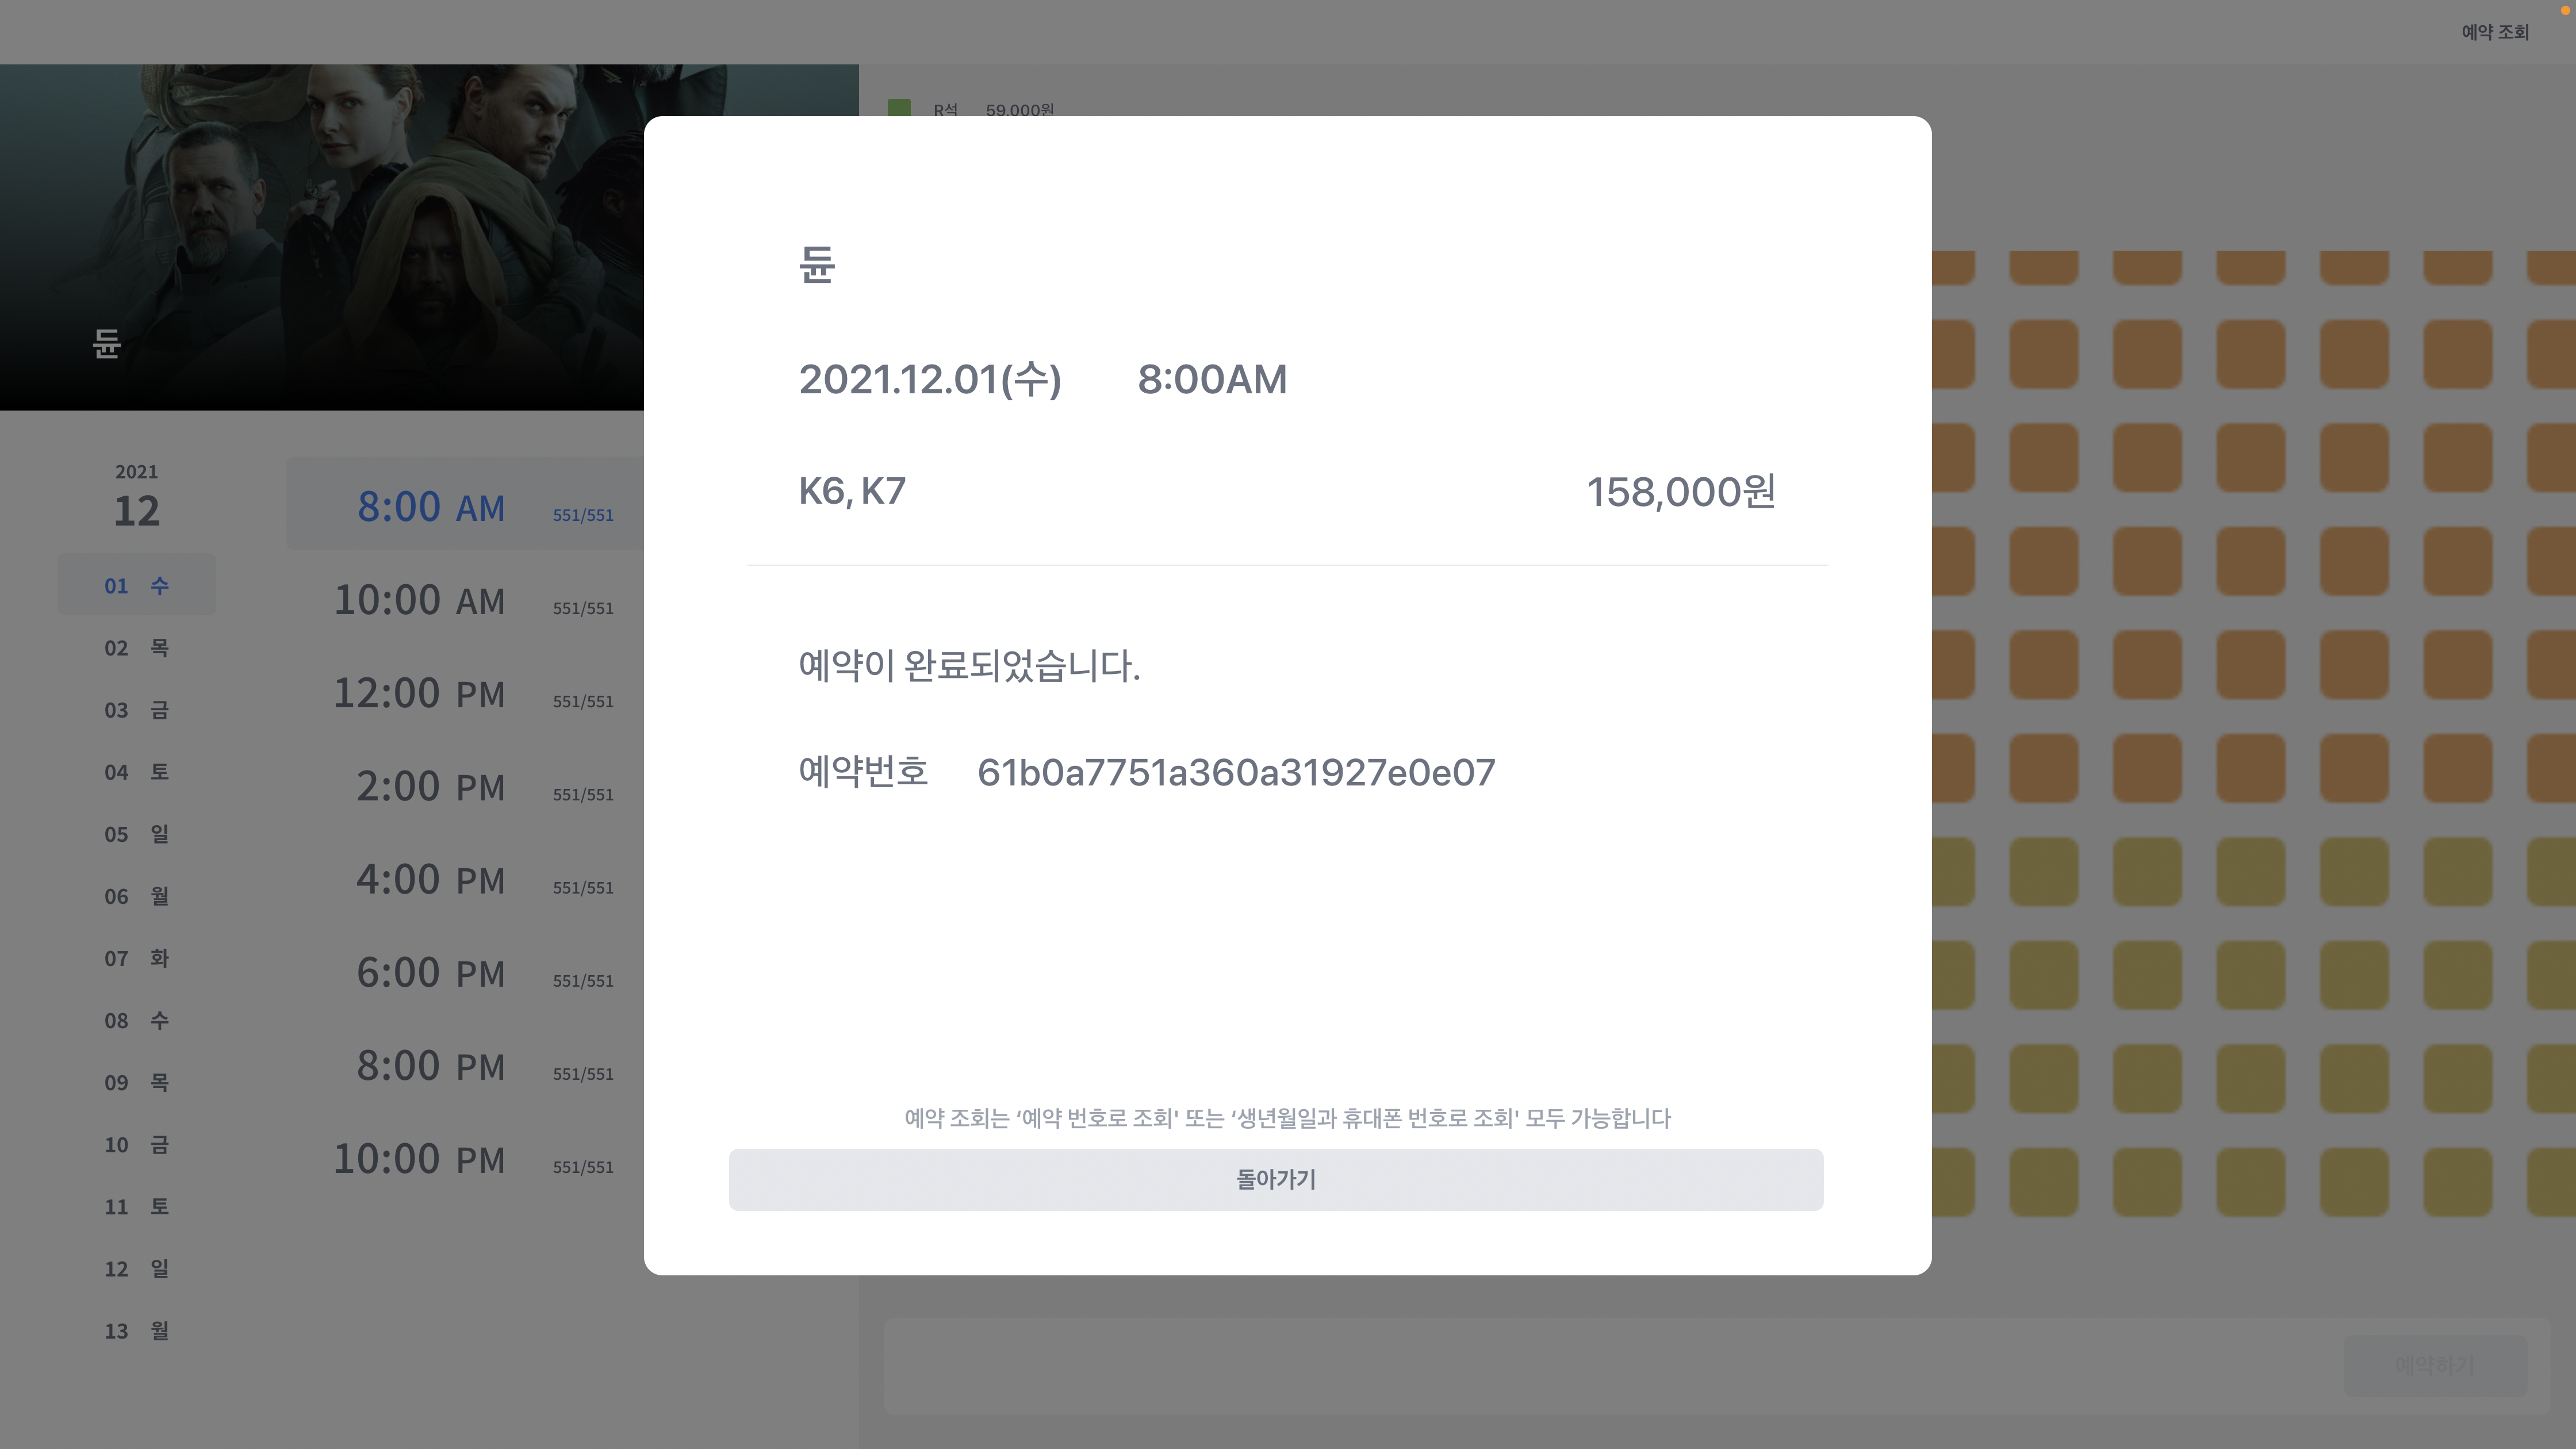 예약 조회
R석 59,000원
듄
2021
12
01 수
02 목
03 금
04 토
05 일
06 월
07 화
08 수
09 목
10 금
11 토
12 일
13 월
8:00 AM 551/551
10:00 AM 551/551
12:00 PM 551/551
2:00 PM 551/551
4:00 PM 551/551
6:00 PM 551/551
8:00 PM 551/551
10:00 PM 551/551
듄
2021.12.01(수) 8:00AM
K6, K7 158,000원
예약이 완료되었습니다.
예약번호 61b0a7751a360a31927e0e07
예약 조회는 ‘예약 번호로 조회' 또는 ‘생년월일과 휴대폰 번호로 조회' 모두 가능합니다
돌아가기
예약하기